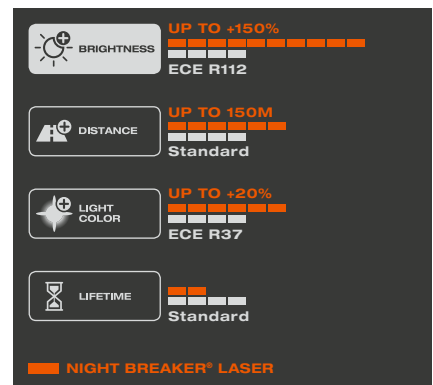 UP TO +150%
BRIGHTNESS
ECE R112
UP TO 150M
DISTANCE
Standard
UP TO +20%
LIGHT
COLOR
ECE R37
LIFETIME
Standard
NIGHT BREAKER® LASER